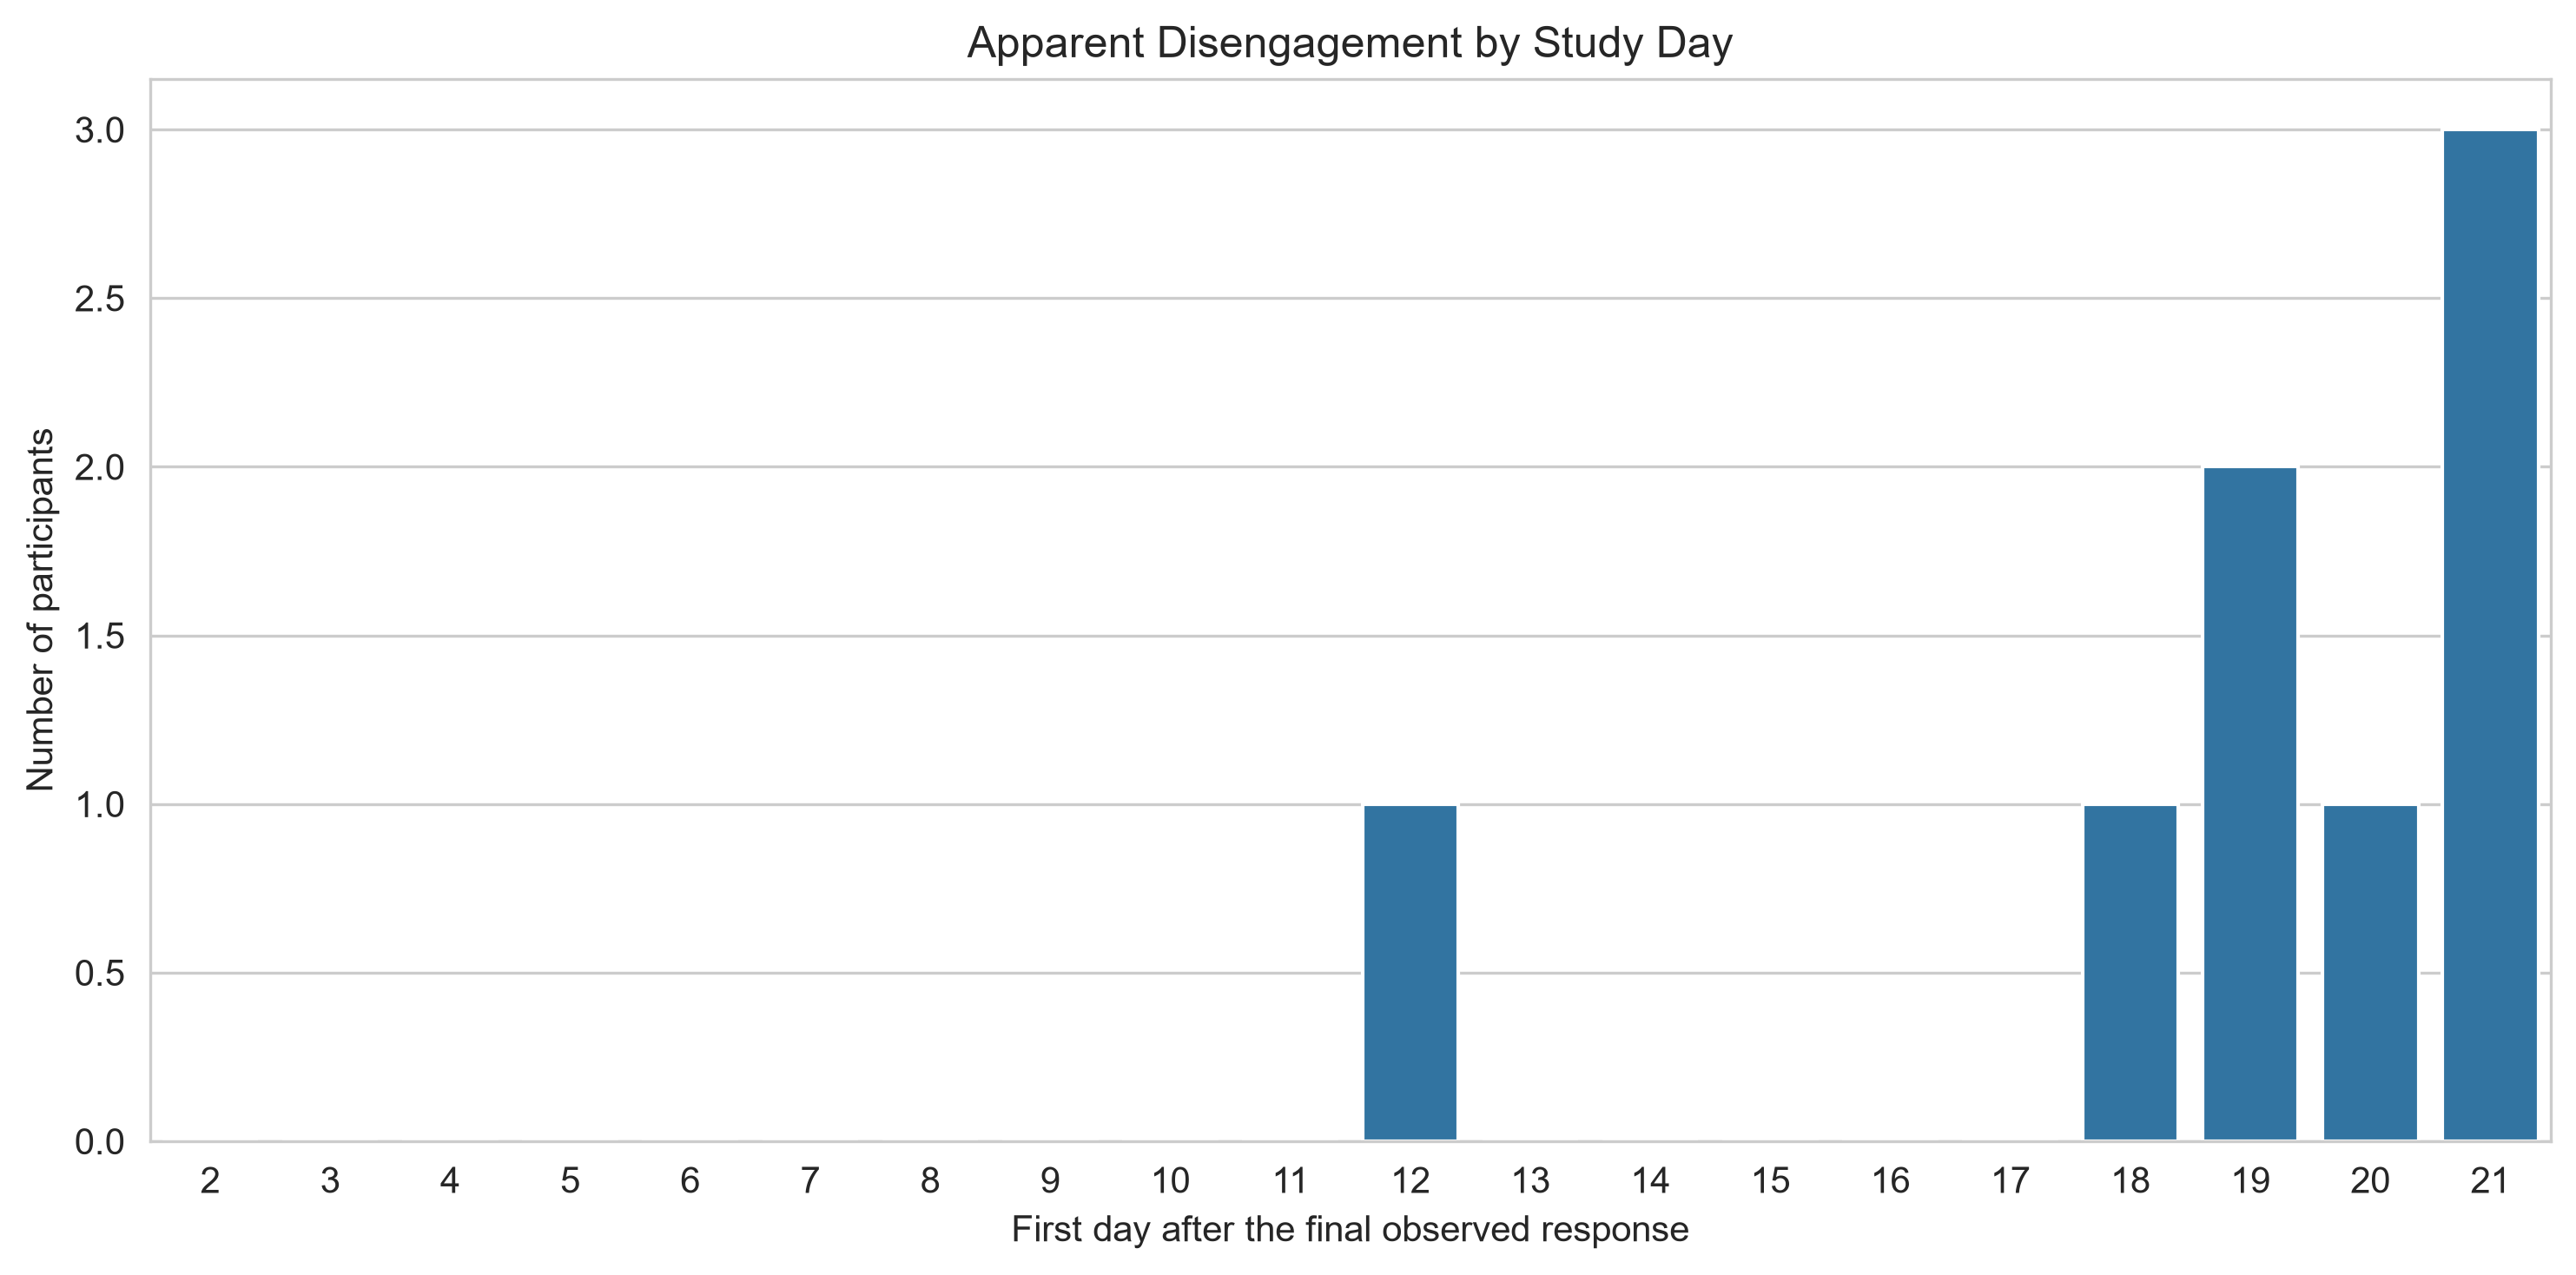 Apparent Disengagement by Study Day
3.0
2.5
2.0
1.5
1.0
0.5
0.0
Number of participants
2 3 4 5 6 7 8 9 10 11 12 13 14 15 16 17 18 19 20 21
First day after the final observed response